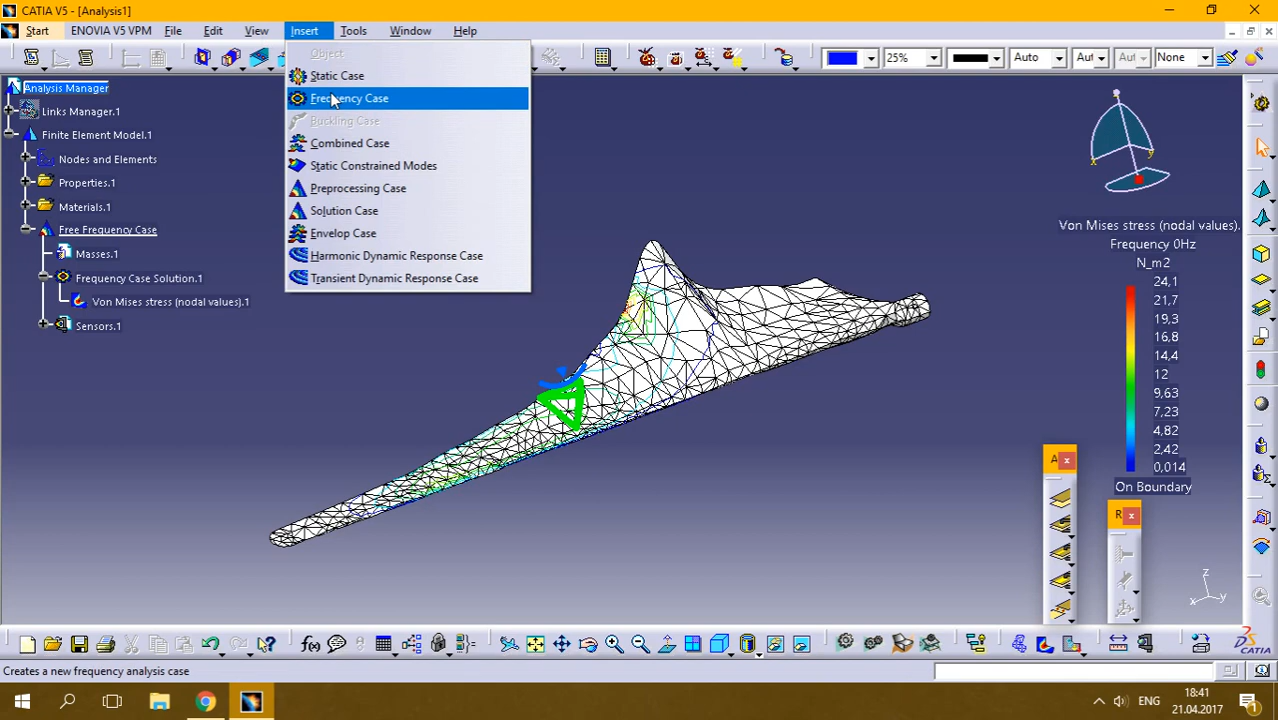 CATIA V5 - [Analysis1]
Start ENOVIA V5 VPM File Edit View Insert Tools Window Help
25% Auto Aut Aut None
Object
Static Case
Frequency Case
Buckling Case
Combined Case
Static Constrained Modes
Preprocessing Case
Solution Case
Envelop Case
Harmonic Dynamic Response Case
Transient Dynamic Response Case
Analysis Manager
Links Manager.1
Finite Element Model.1
Nodes and Elements
Properties.1
Materials.1
Free Frequency Case
Masses.1
Frequency Case Solution.1
Von Mises stress (nodal values).1
Sensors.1
Von Mises stress (nodal values).
Frequency 0Hz
N_m2
24,1
21,7
19,3
16,8
14,4
12
9,63
7,23
4,82
2,42
0,014
On Boundary
A x
R x
z
x y
f(x)
CATIA
Creates a new frequency analysis case
ENG
18:41
21.04.2017
1